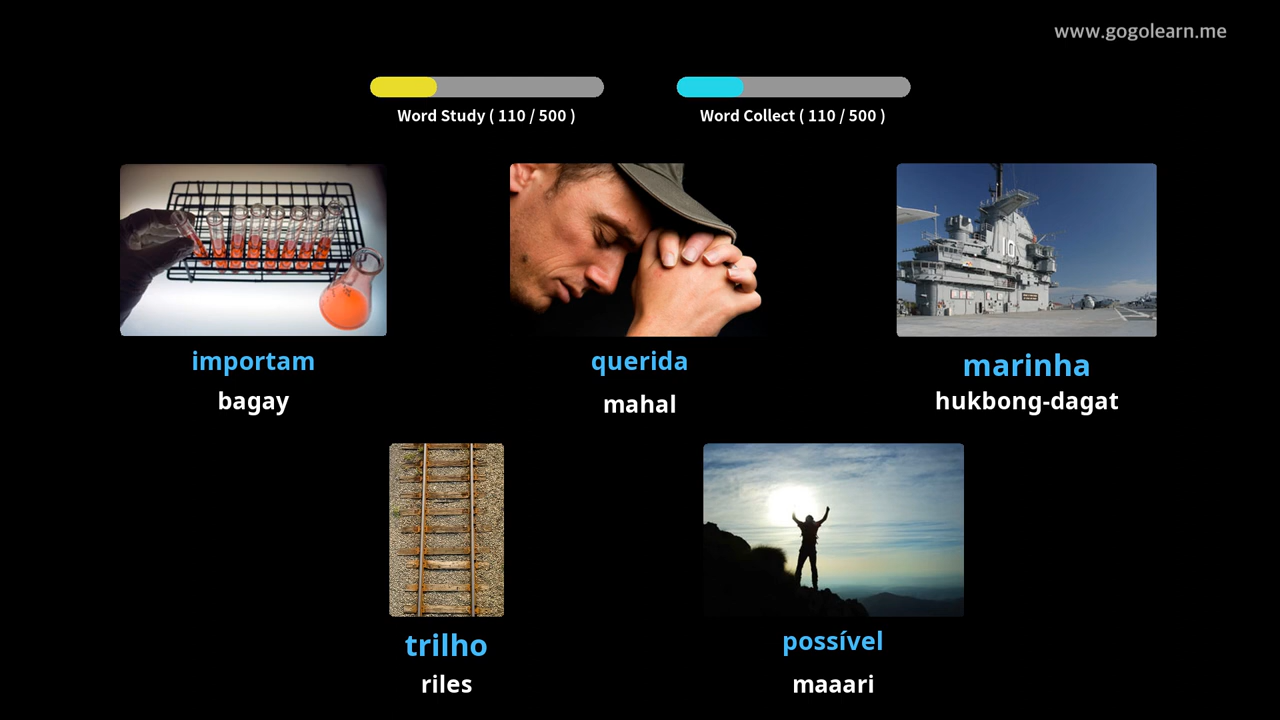 www.gogolearn.me
Word Study ( 110 / 500 )
Word Collect ( 110 / 500 )
importam
bagay
querida
mahal
10
marinha
hukbong-dagat
trilho
riles
possível
maaari